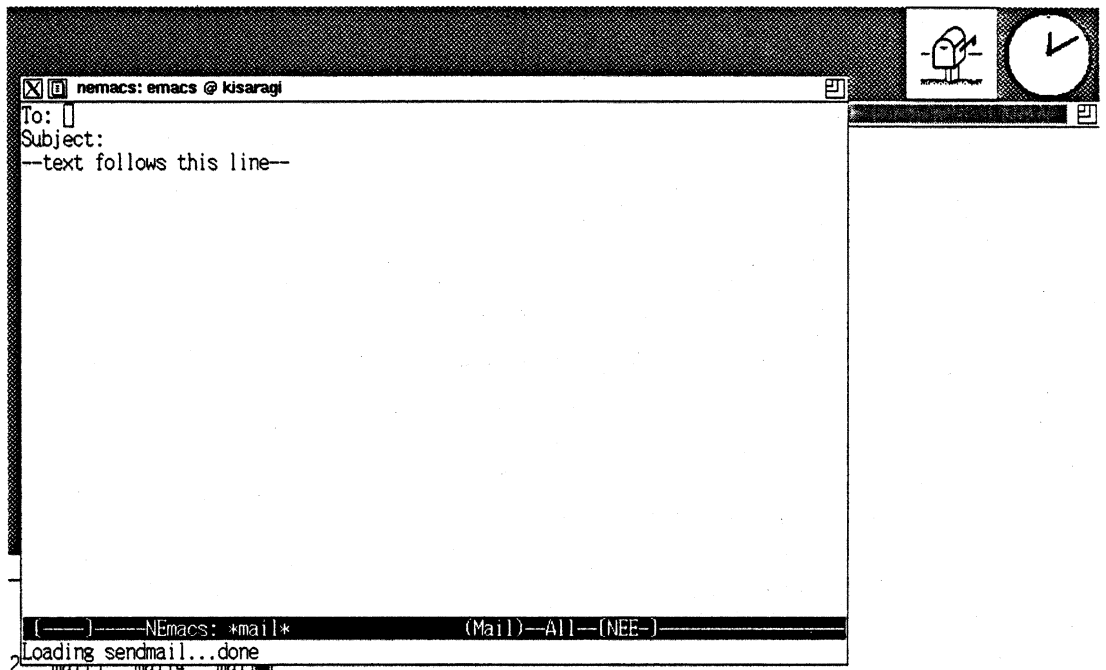 nemacs: emacs @ kisaragi
To:
Subject:
--text follows this line--
[----]-----NEmacs: *mail* (Mail)--All--[NEE-]--------------------
Loading sendmail...done